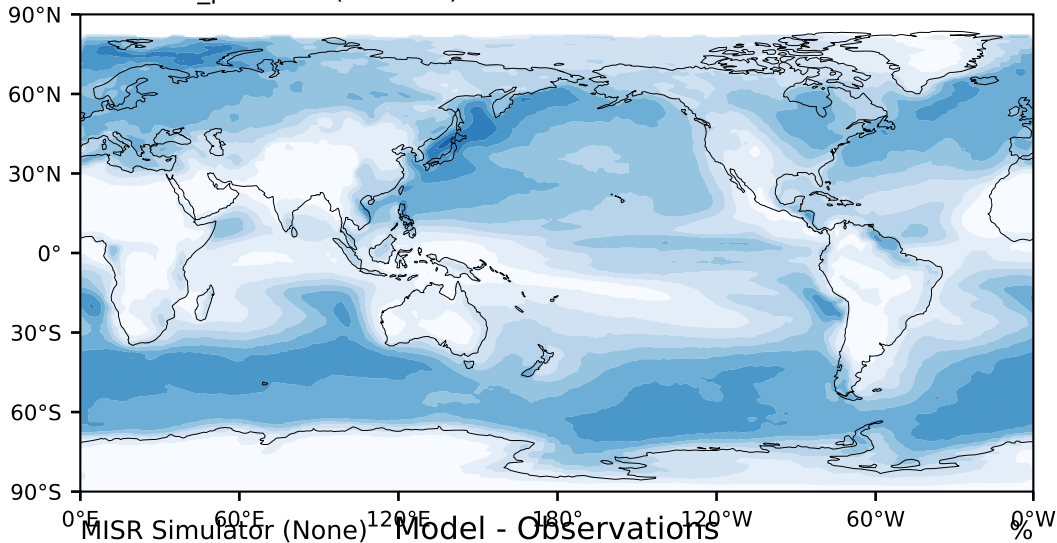 90°N
60°N
30°N
0°
30°S
60°S
90°S
0°E 60°E 120°E 180°W 120°W 60°W 0°W
MISR Simulator (None) Model - Observations %